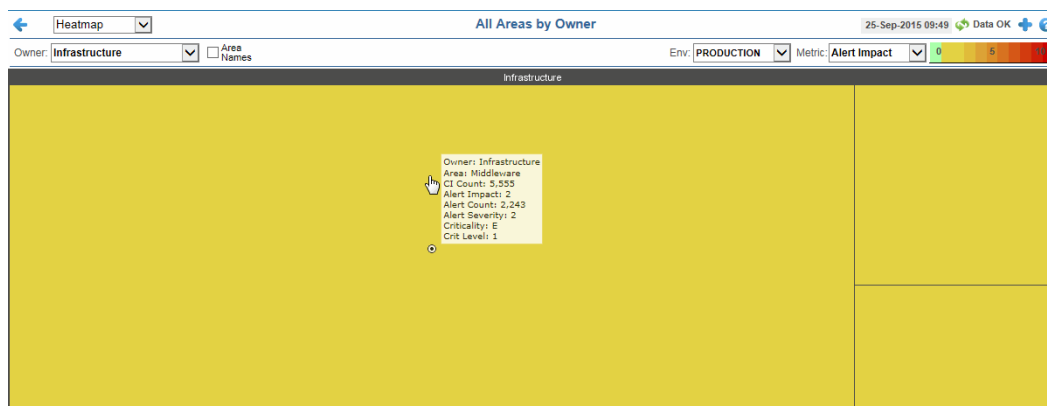 Heatmap
All Areas by Owner
25-Sep-2015 09:49 Data OK
Owner: Infrastructure
Area
Names
Env: PRODUCTION Metric: Alert Impact 0 5 10
Infrastructure
Owner: Infrastructure
Area: Middleware
CI Count: 5,555
Alert Impact: 2
Alert Count: 2,243
Alert Severity: 2
Criticality: E
Crit Level: 1